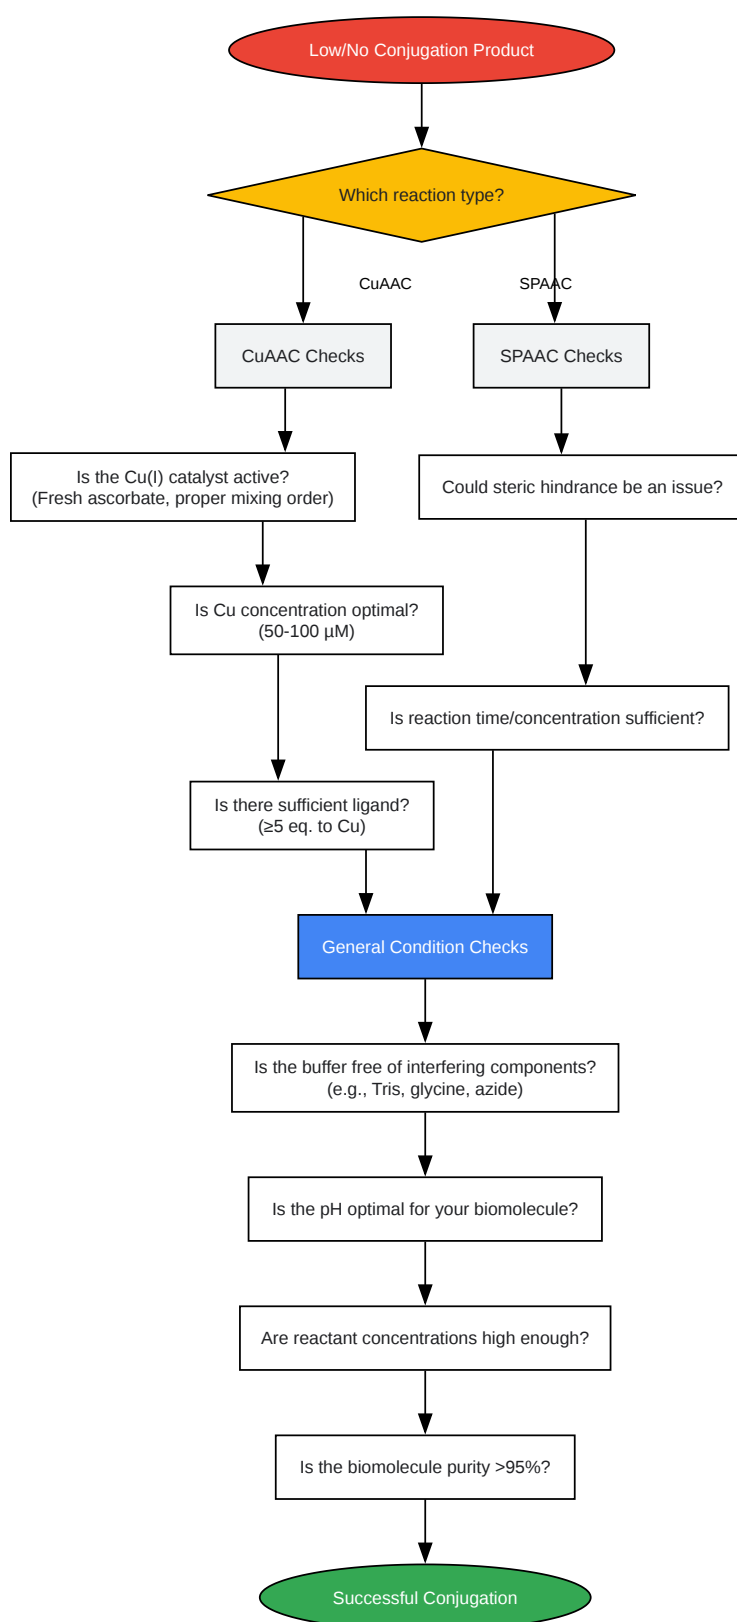 Low/No Conjugation Product
Which reaction type?
CuAAC
SPAAC
CuAAC Checks
SPAAC Checks
Is the Cu(I) catalyst active?
(Fresh ascorbate, proper mixing order)
Could steric hindrance be an issue?
Is Cu concentration optimal?
(50-100 µM)
Is reaction time/concentration sufficient?
Is there sufficient ligand?
(≥5 eq. to Cu)
General Condition Checks
Is the buffer free of interfering components?
(e.g., Tris, glycine, azide)
Is the pH optimal for your biomolecule?
Are reactant concentrations high enough?
Is the biomolecule purity >95%?
Successful Conjugation